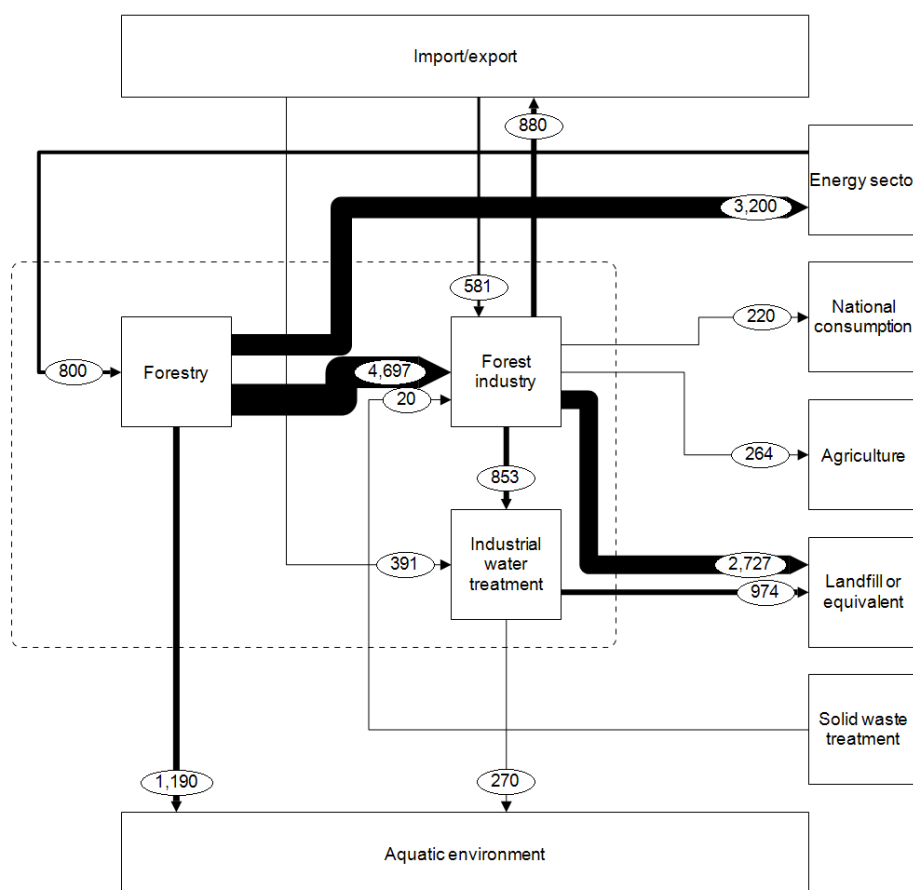 Import/export
880
Energy secto
3,200
581
National
consumption
220
800
Forestry
4,697
Forest
industry
20
264
Agriculture
853
Industrial
water
treatment
391
2,727
974
Landfill or
equivalent
Solid waste
treatment
1,190
270
Aquatic environment